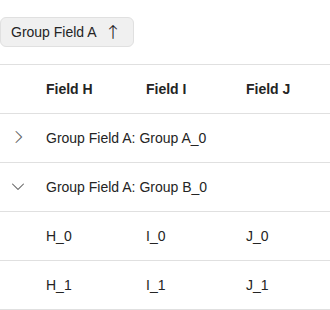 Group Field A
Field H Field I Field J
Group Field A: Group A_0
Group Field A: Group B_0
H_0 I_0 J_0
H_1 I_1 J_1